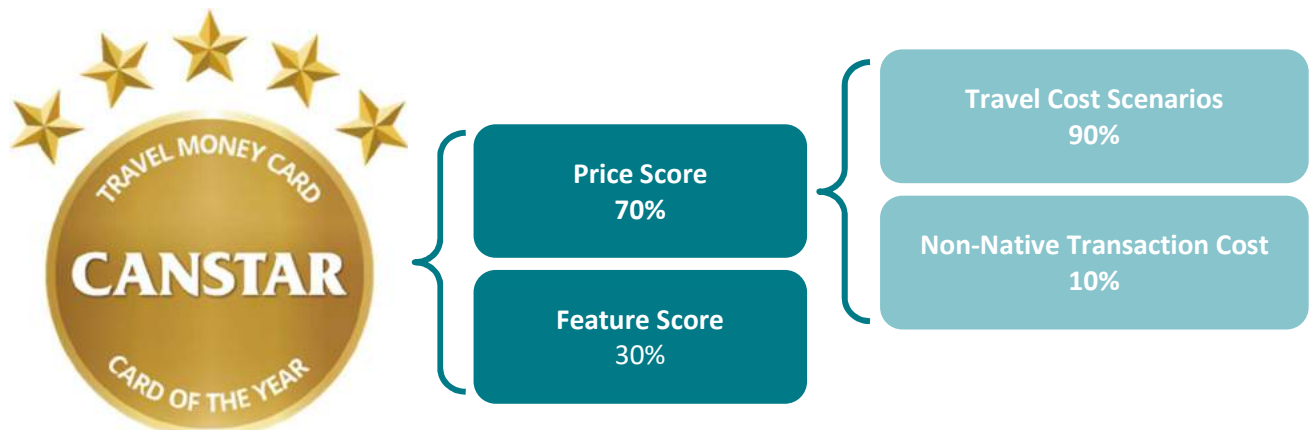 TRAVEL MONEY CARD
CANSTAR
CARD OF THE YEAR
Price Score
70%
Feature Score
30%
Travel Cost Scenarios
90%
Non-Native Transaction Cost
10%